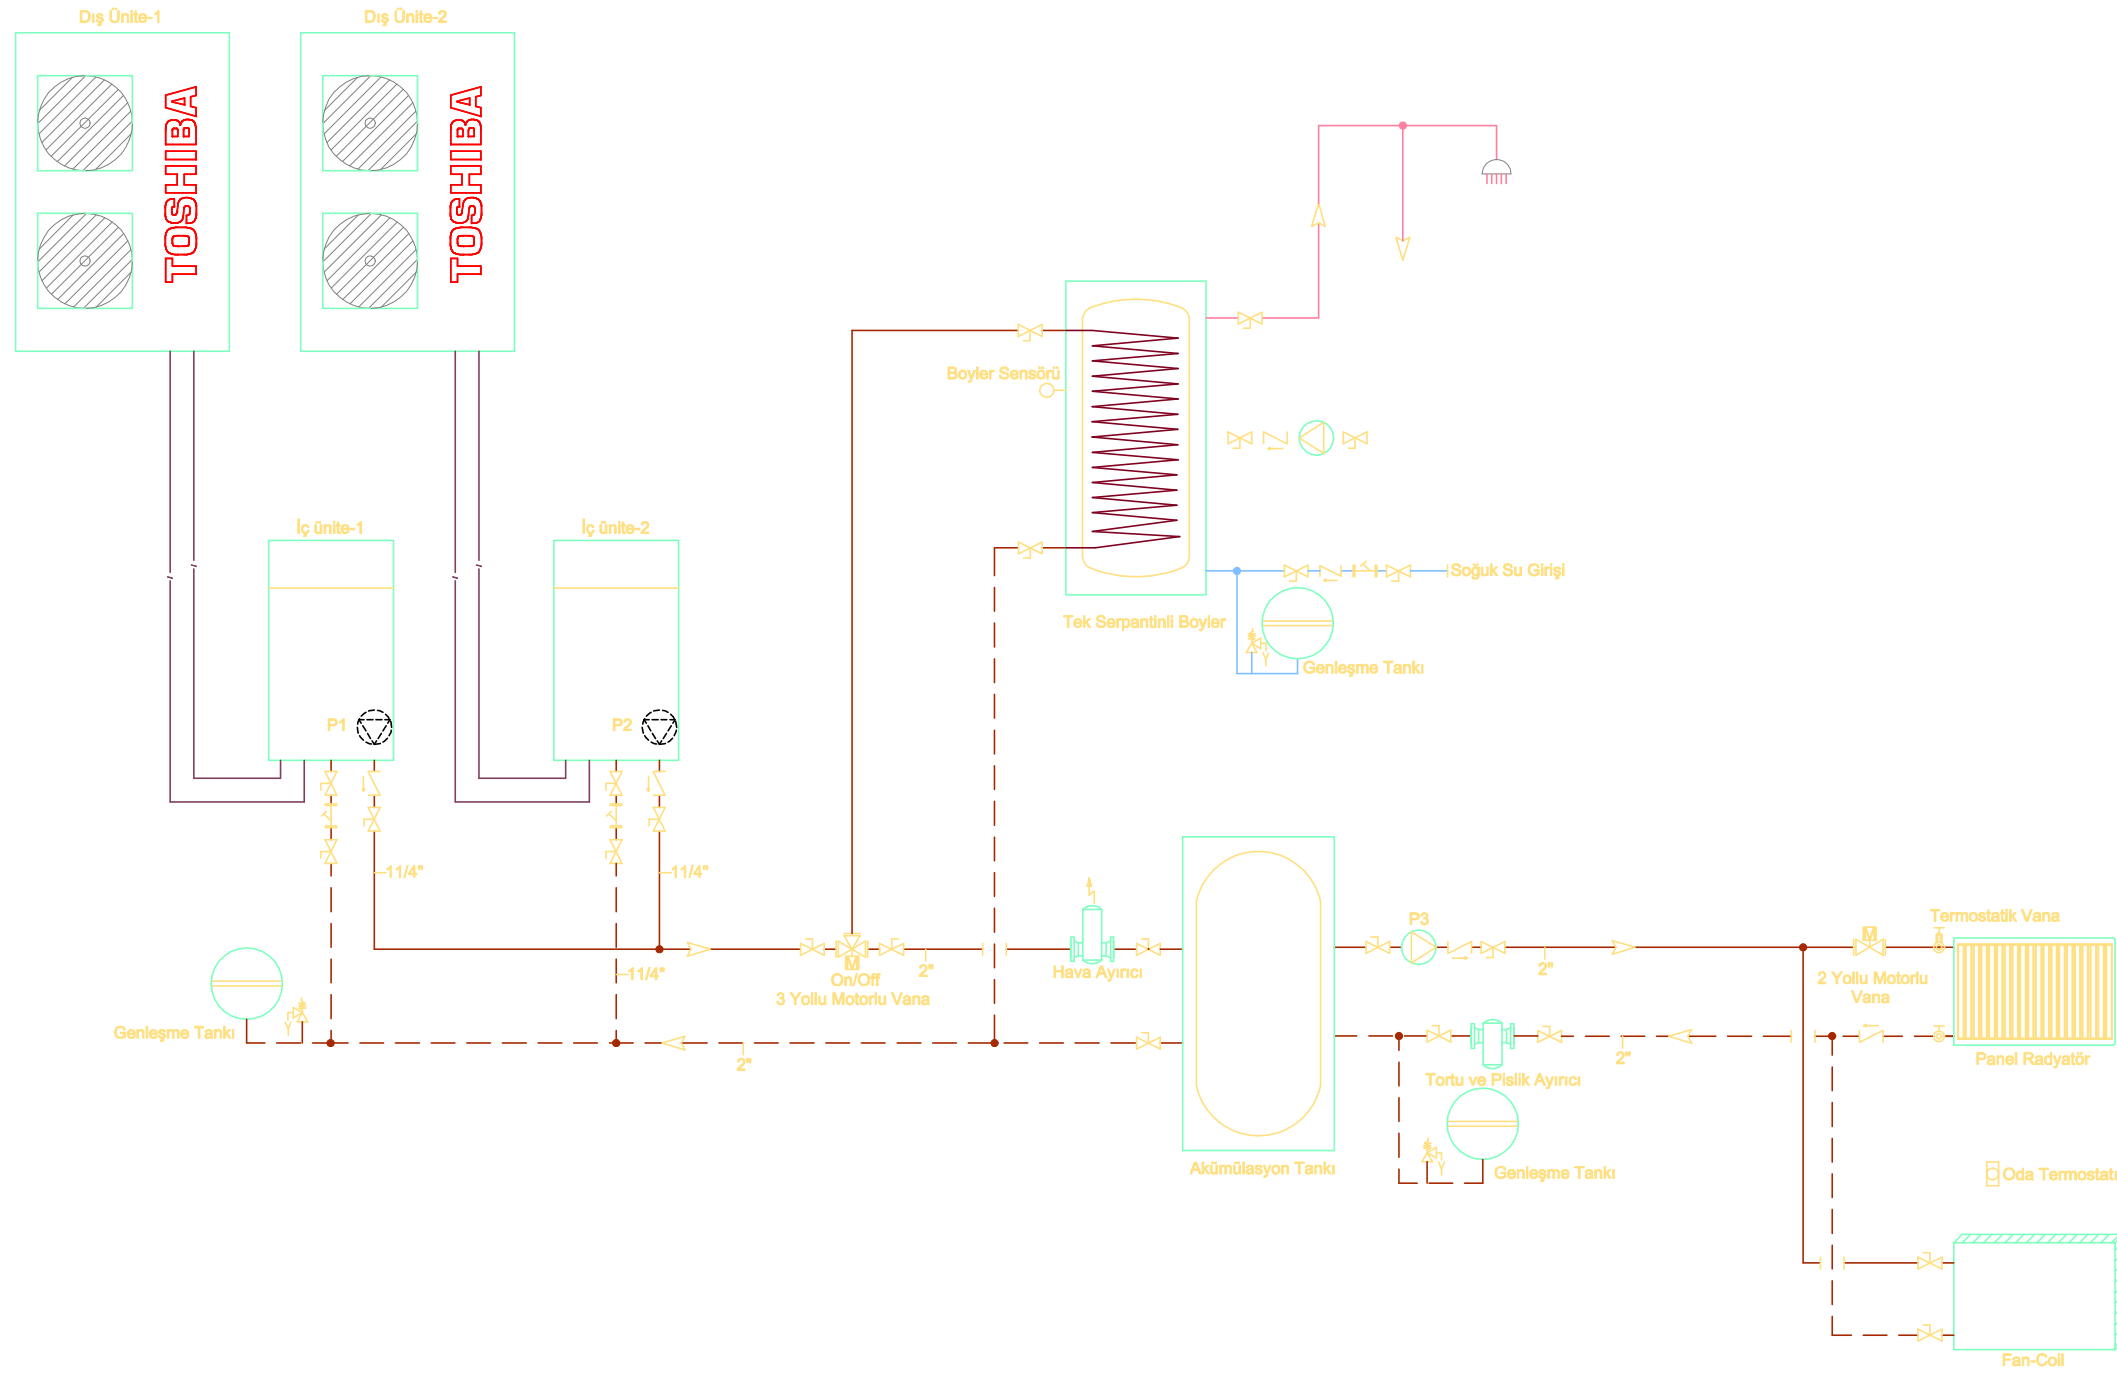 Dış Ünite-1
Dış Ünite-2
TOSHIBA
TOSHIBA
Boyler Sensörü
İç ünite-1
İç ünite-2
Soğuk Su Girişi
Tek Serpantinli Boyler
Genleşme Tankı
P1
P2
11/4"
11/4"
P3
Termostatik Vana
M
11/4"
M
2"
Hava Ayırıcı
2"
2 Yollu Motorlu
Vana
On/Off
3 Yollu Motorlu Vana
Genleşme Tankı
2"
2"
Panel Radyatör
Tortu ve Pislik Ayırıcı
Akümülasyon Tankı
Genleşme Tankı
Oda Termostatı
Fan-Coil